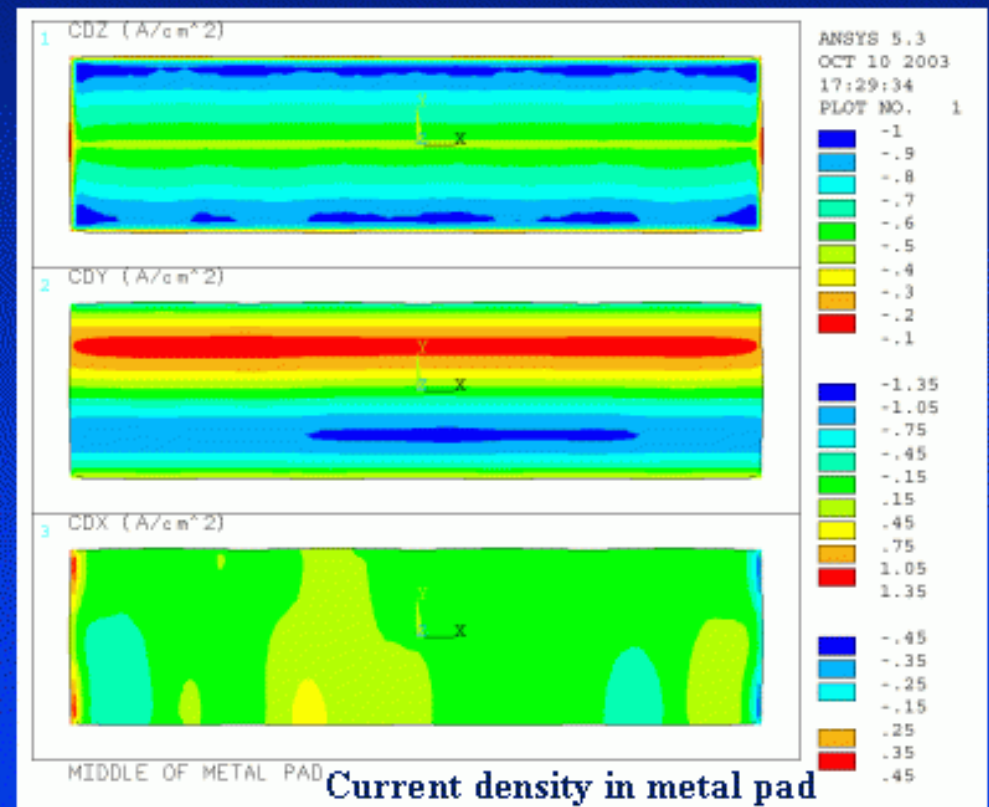 1 CDZ (A/cm^2)
Y
Z X
2 CDY (A/cm^2)
Y
Z X
3 CDX (A/cm^2)
Y
Z X
MIDDLE OF METAL PAD
Current density in metal pad
ANSYS 5.3
OCT 10 2003
17:29:34
PLOT NO. 1
-1
-.9
-.8
-.7
-.6
-.5
-.4
-.3
-.2
-.1
-1.35
-1.05
-.75
-.45
-.15
.15
.45
.75
1.05
1.35
-.45
-.35
-.25
-.15
.25
.35
.45